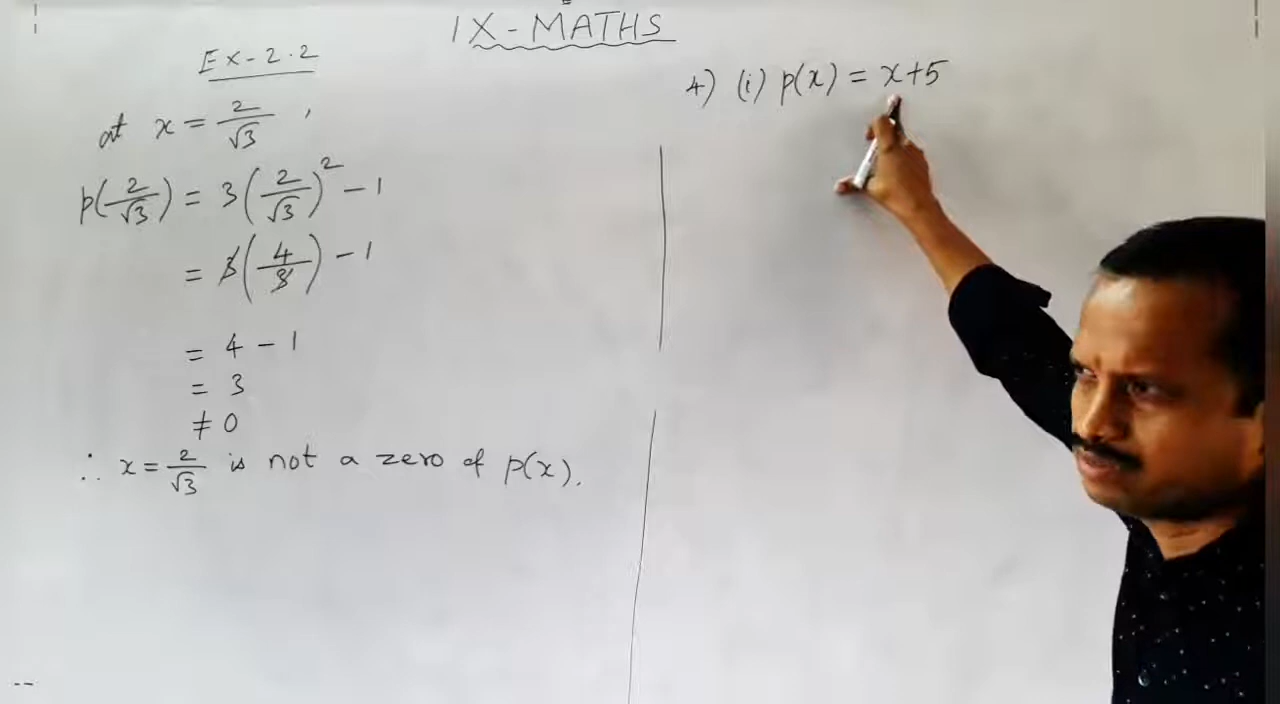 IX-MATHS
Ex-2.2
at x = 2/√3 ,
p(2/√3) = 3(2/√3)² - 1
= 3(4/3) - 1
= 4 - 1
= 3
≠ 0
∴ x = 2/√3 is not a zero of p(x).
4) (i) p(x) = x+5